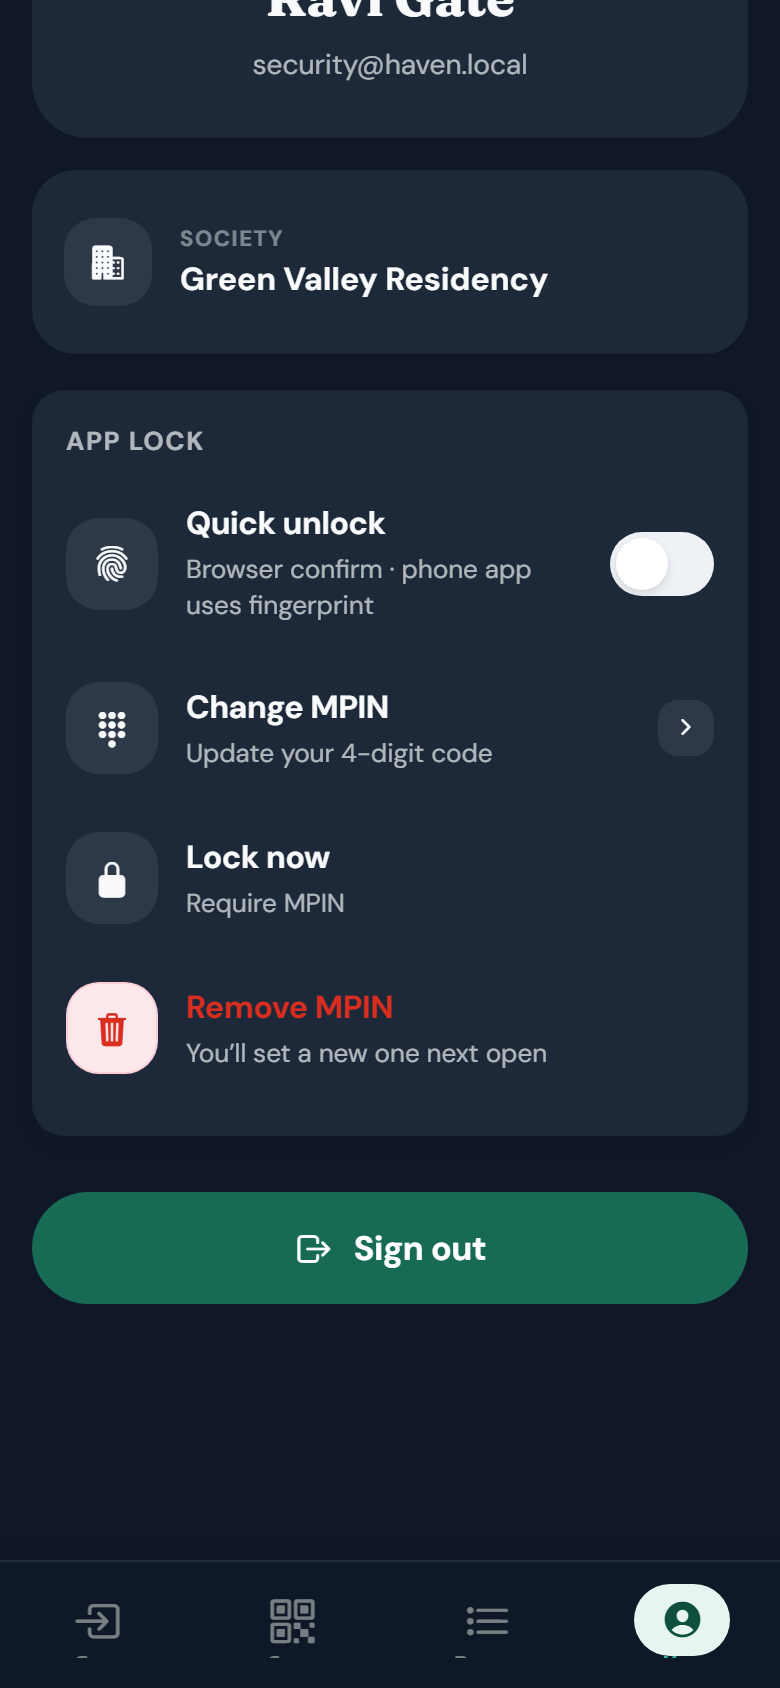 Ravi Gate
security@haven.local
SOCIETY
Green Valley Residency
APP LOCK
Quick unlock
Browser confirm · phone app
uses fingerprint
Change MPIN
Update your 4-digit code
Lock now
Require MPIN
Remove MPIN
You’ll set a new one next open
Sign out